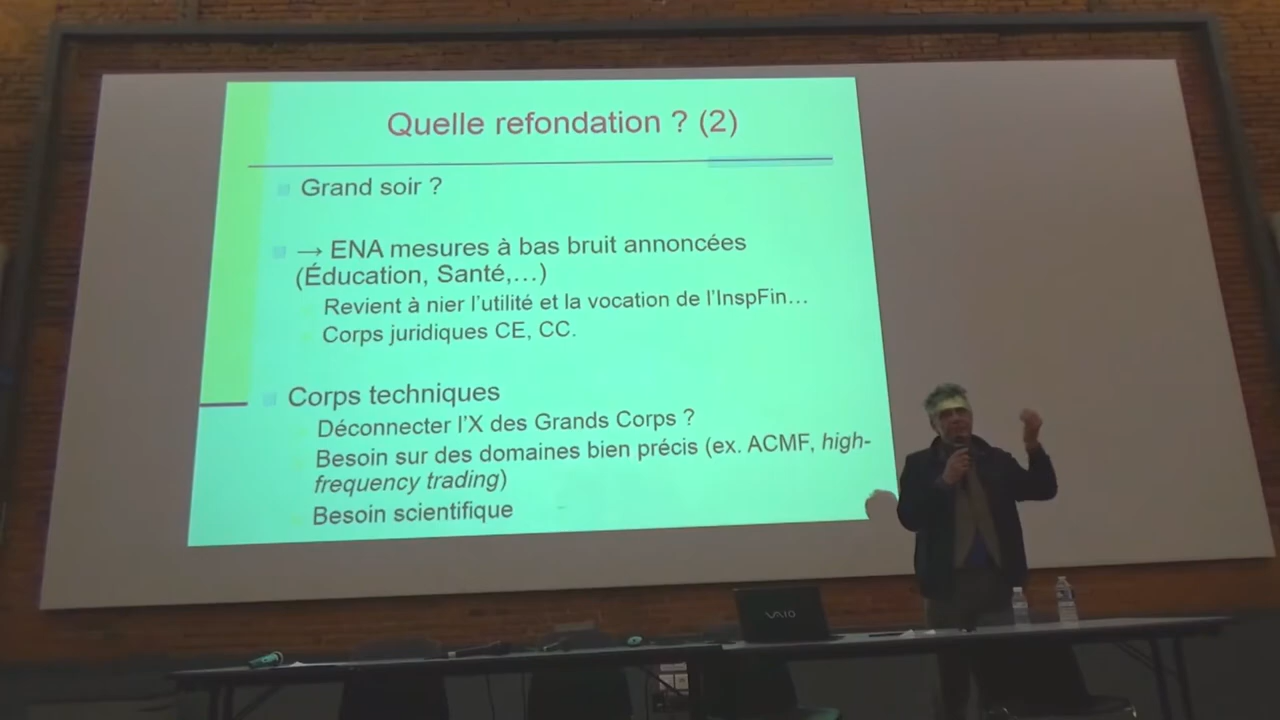 Quelle refondation ? (2)
Grand soir ?
→ ENA mesures à bas bruit annoncées
(Éducation, Santé,…)
Revient à nier l'utilité et la vocation de l'InspFin…
Corps juridiques CE, CC.
Corps techniques
Déconnecter l'X des Grands Corps ?
Besoin sur des domaines bien précis (ex. ACMF, high-
frequency trading)
Besoin scientifique
VAIO